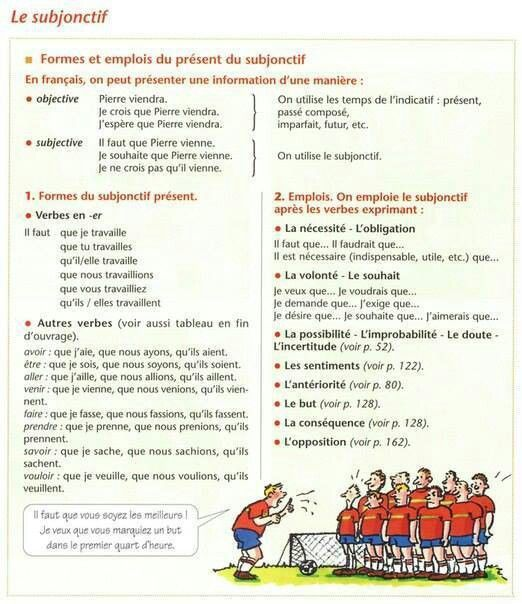 Le subjonctif
■ Formes et emplois du présent du subjonctif
En français, on peut présenter une information d'une manière :
• objective Pierre viendra.
Je crois que Pierre viendra.
J'espère que Pierre viendra.
On utilise les temps de l'indicatif : présent,
passé composé,
imparfait, futur, etc.
• subjective Il faut que Pierre vienne.
Je souhaite que Pierre vienne.
Je ne crois pas qu'il vienne.
On utilise le subjonctif.
1. Formes du subjonctif présent.
• Verbes en -er
Il faut que je travaille
que tu travailles
qu'il/elle travaille
que nous travaillions
que vous travailliez
qu'ils / elles travaillent
• Autres verbes (voir aussi tableau en fin
d'ouvrage).
avoir : que j'aie, que nous ayons, qu'ils aient.
être : que je sois, que nous soyons, qu'ils soient.
aller : que j'aille, que nous allions, qu'ils aillent.
venir : que je vienne, que nous venions, qu'ils vien-
nent.
faire : que je fasse, que nous fassions, qu'ils fassent.
prendre : que je prenne, que nous prenions, qu'ils
prennent.
savoir : que je sache, que nous sachions, qu'ils
sachent.
vouloir : que je veuille, que nous voulions, qu'ils
veuillent.
2. Emplois. On emploie le subjonctif
après les verbes exprimant :
• La nécessité - L'obligation
Il faut que... Il faudrait que...
Il est nécessaire (indispensable, utile, etc.) que...
• La volonté - Le souhait
Je veux que... Je voudrais que...
Je demande que... J'exige que...
Je désire que... Je souhaite que... J'aimerais que...
• La possibilité - L'improbabilité - Le doute -
L'incertitude (voir p. 52).
• Les sentiments (voir p. 122).
• L'antériorité (voir p. 80).
• Le but (voir p. 128).
• La conséquence (voir p. 128).
• L'opposition (voir p. 162).
Il faut que vous soyez les meilleurs !
Je veux que vous marquiez un but
dans le premier quart d'heure.